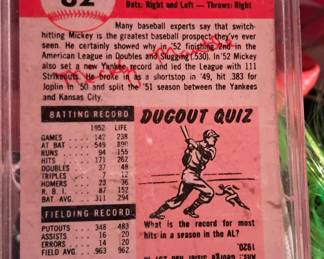 82
Bats: Right and Left — Throws: Right
Many baseball experts say that switch-
hitting Mickey is the greatest baseball prospect they've ever
seen. He certainly showed why in '52 finishing 2nd in the
American League in Doubles and Slugging (.530). In '52 Mickey
also set a new Yankee record and led the League with 111
Strikeouts. He broke in as a shortstop in '49, hit .383 for
Joplin in '50 and split the '51 season between the Yankees
and Kansas City.
BATTING RECORD
1952 LIFE
GAMES 142 238
AT BAT 549 890
RUNS 94 155
HITS 171 262
DOUBLES 37 48
TRIPLES 7 12
HOMERS 23 36
R. B. I. 87 152
BAT AVG. .311 .294
FIELDING RECORD
PUTOUTS 348 483
ASSISTS 16 20
ERRORS 14 20
FIELD AVG. .963 .962
DUGOUT QUIZ
What is the record for most
hits in a season in the AL?
1920.